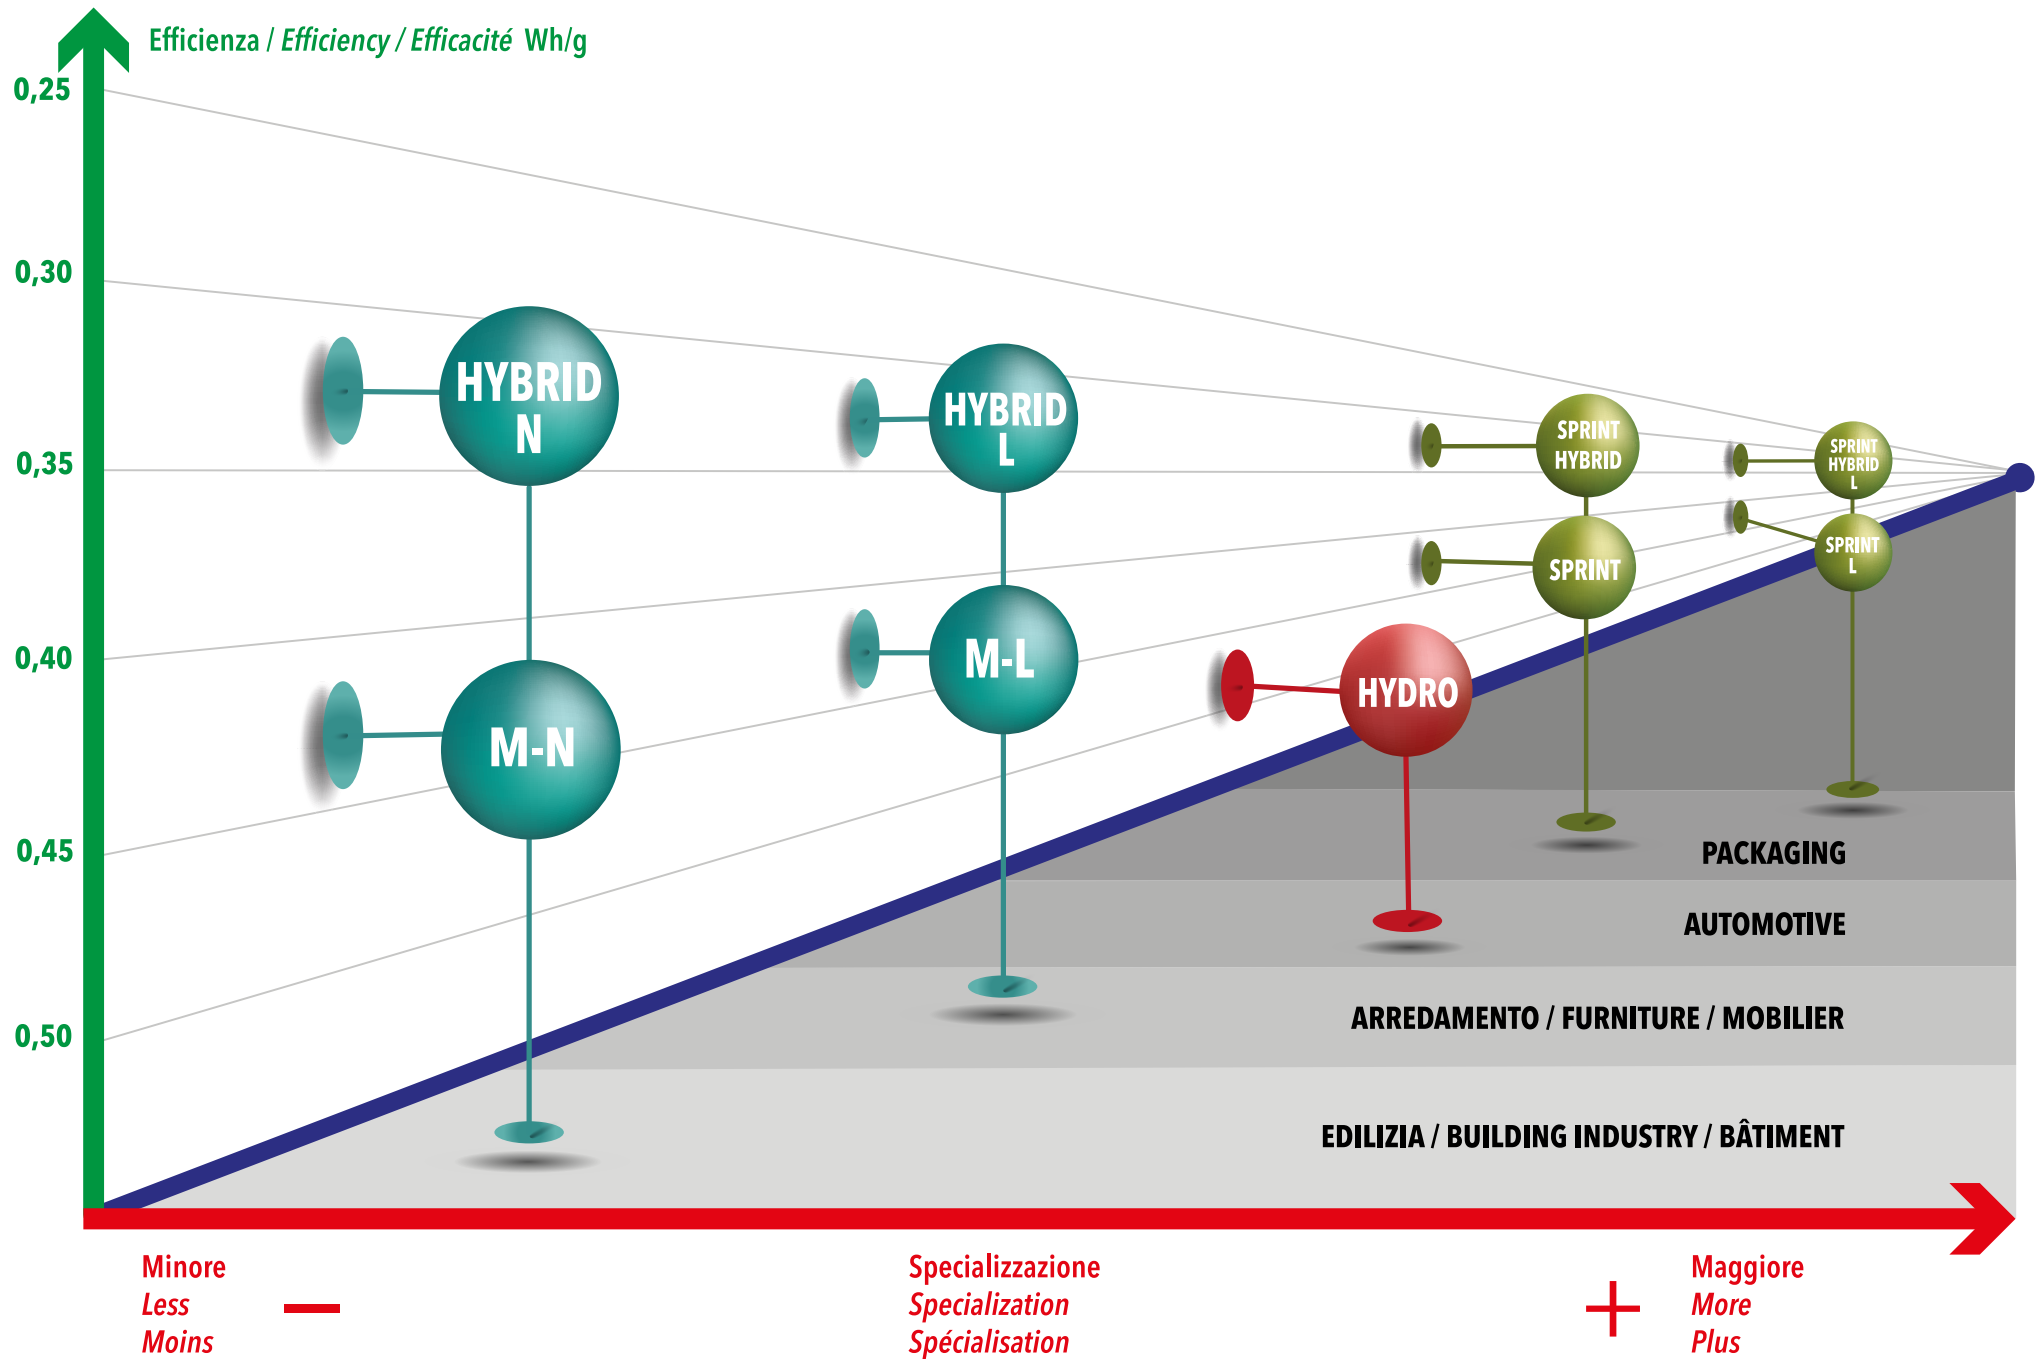 Efficienza / Efficiency / Efficacité Wh/g
0,25
0,30
0,35
0,40
0,45
0,50
HYBRID
N
HYBRID
L
SPRINT
HYBRID
SPRINT
HYBRID
L
M-N
M-L
HYDRO
SPRINT
SPRINT
L
PACKAGING
AUTOMOTIVE
ARREDAMENTO / FURNITURE / MOBILIER
EDILIZIA / BUILDING INDUSTRY / BÂTIMENT
Minore
Less
Moins
Specializzazione
Specialization
Spécialisation
Maggiore
More
Plus